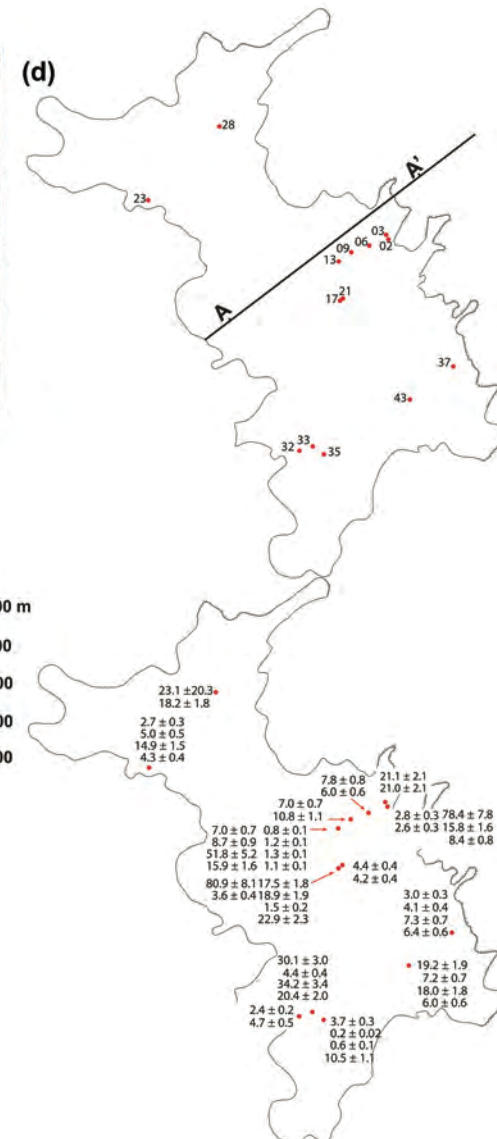 (d)
28
23
A'
03
06
02
09
13
21
17
A
37
43
33
32
35
00 m
00
00
00
00
23.1 ±20.3
18.2 ± 1.8
2.7 ± 0.3
5.0 ± 0.5
14.9 ± 1.5
4.3 ± 0.4
7.8 ± 0.8
6.0 ± 0.6
21.1 ± 2.1
21.0 ± 2.1
7.0 ± 0.7
10.8 ± 1.1
2.8 ± 0.3 78.4 ± 7.8
2.6 ± 0.3 15.8 ± 1.6
8.4 ± 0.8
7.0 ± 0.7 0.8 ± 0.1
8.7 ± 0.9 1.2 ± 0.1
51.8 ± 5.2 1.3 ± 0.1
15.9 ± 1.6 1.1 ± 0.1
4.4 ± 0.4
4.2 ± 0.4
80.9 ± 8.1 17.5 ± 1.8
3.6 ± 0.4 18.9 ± 1.9
1.5 ± 0.2
22.9 ± 2.3
3.0 ± 0.3
4.1 ± 0.4
7.3 ± 0.7
6.4 ± 0.6
30.1 ± 3.0
4.4 ± 0.4
34.2 ± 3.4
20.4 ± 2.0
19.2 ± 1.9
7.2 ± 0.7
18.0 ± 1.8
6.0 ± 0.6
2.4 ± 0.2
4.7 ± 0.5
3.7 ± 0.3
0.2 ± 0.02
0.6 ± 0.1
10.5 ± 1.1